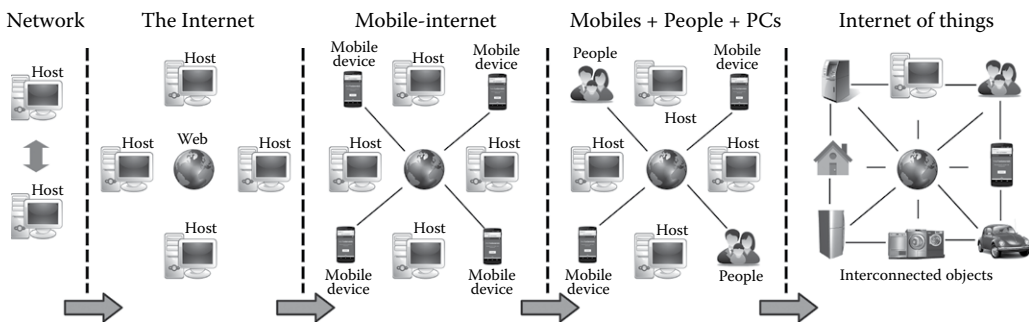 Network
Host
Host
The Internet
Host
Host
Web
Host
Host
Mobile-internet
Mobile
device
Host
Mobile
device
Host
Host
Mobile
device
Host
Mobile
device
Mobiles + People + PCs
People
Host
Mobile
device
Host
Host
Mobile
device
Host
People
Internet of things
Interconnected objects